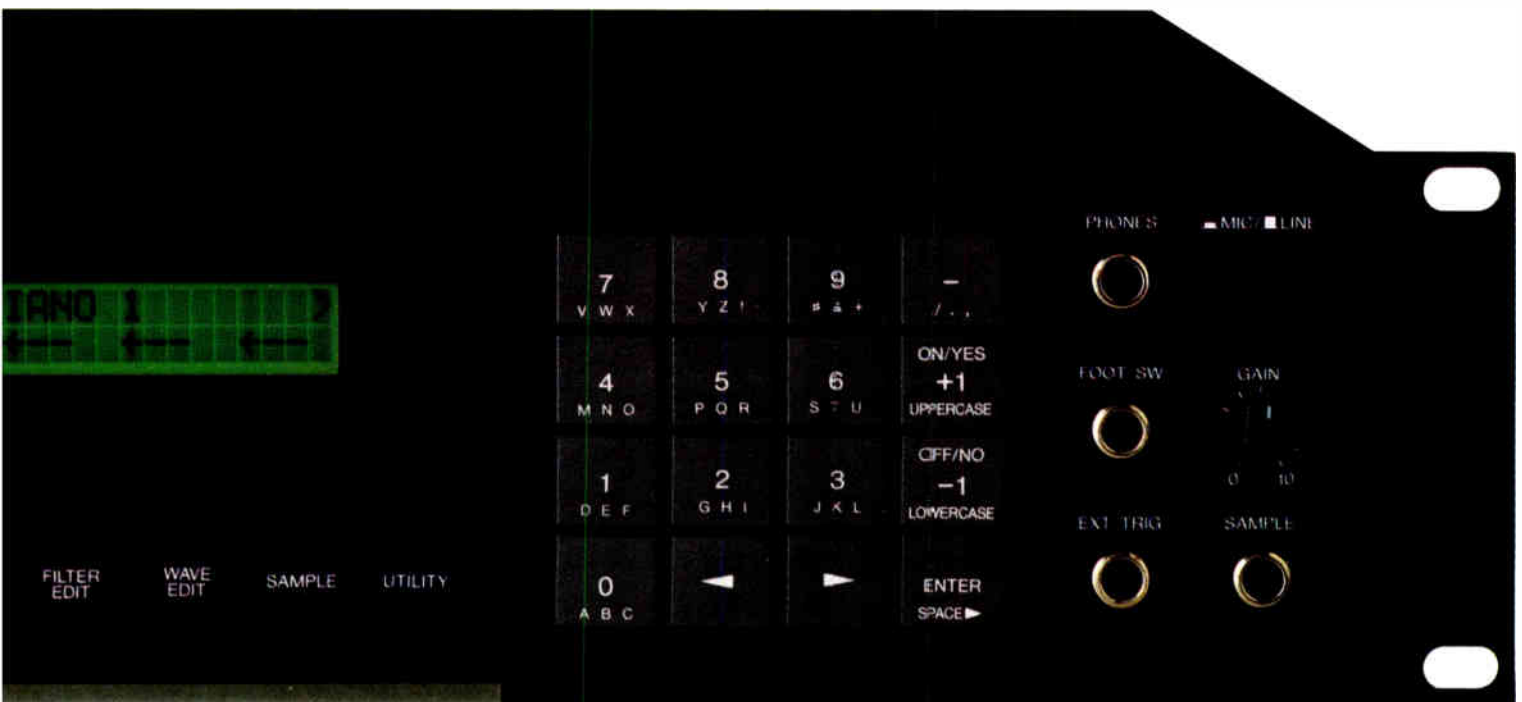 PHONES
MIC/ LINE
IANO 1
7
V W X
8
Y Z !
9
# & +
-
/ . ,
ON/YES
+1
UPPERCASE
4
M N O
5
P Q R
6
S T U
FOOT SW
GAIN
0 10
OFF/NO
-1
LOWERCASE
1
D E F
2
G H I
3
J K L
EXT TRIG
SAMPLE
FILTER
EDIT
WAVE
EDIT
SAMPLE
UTILITY
0
A B C
◄
►
ENTER
SPACE►